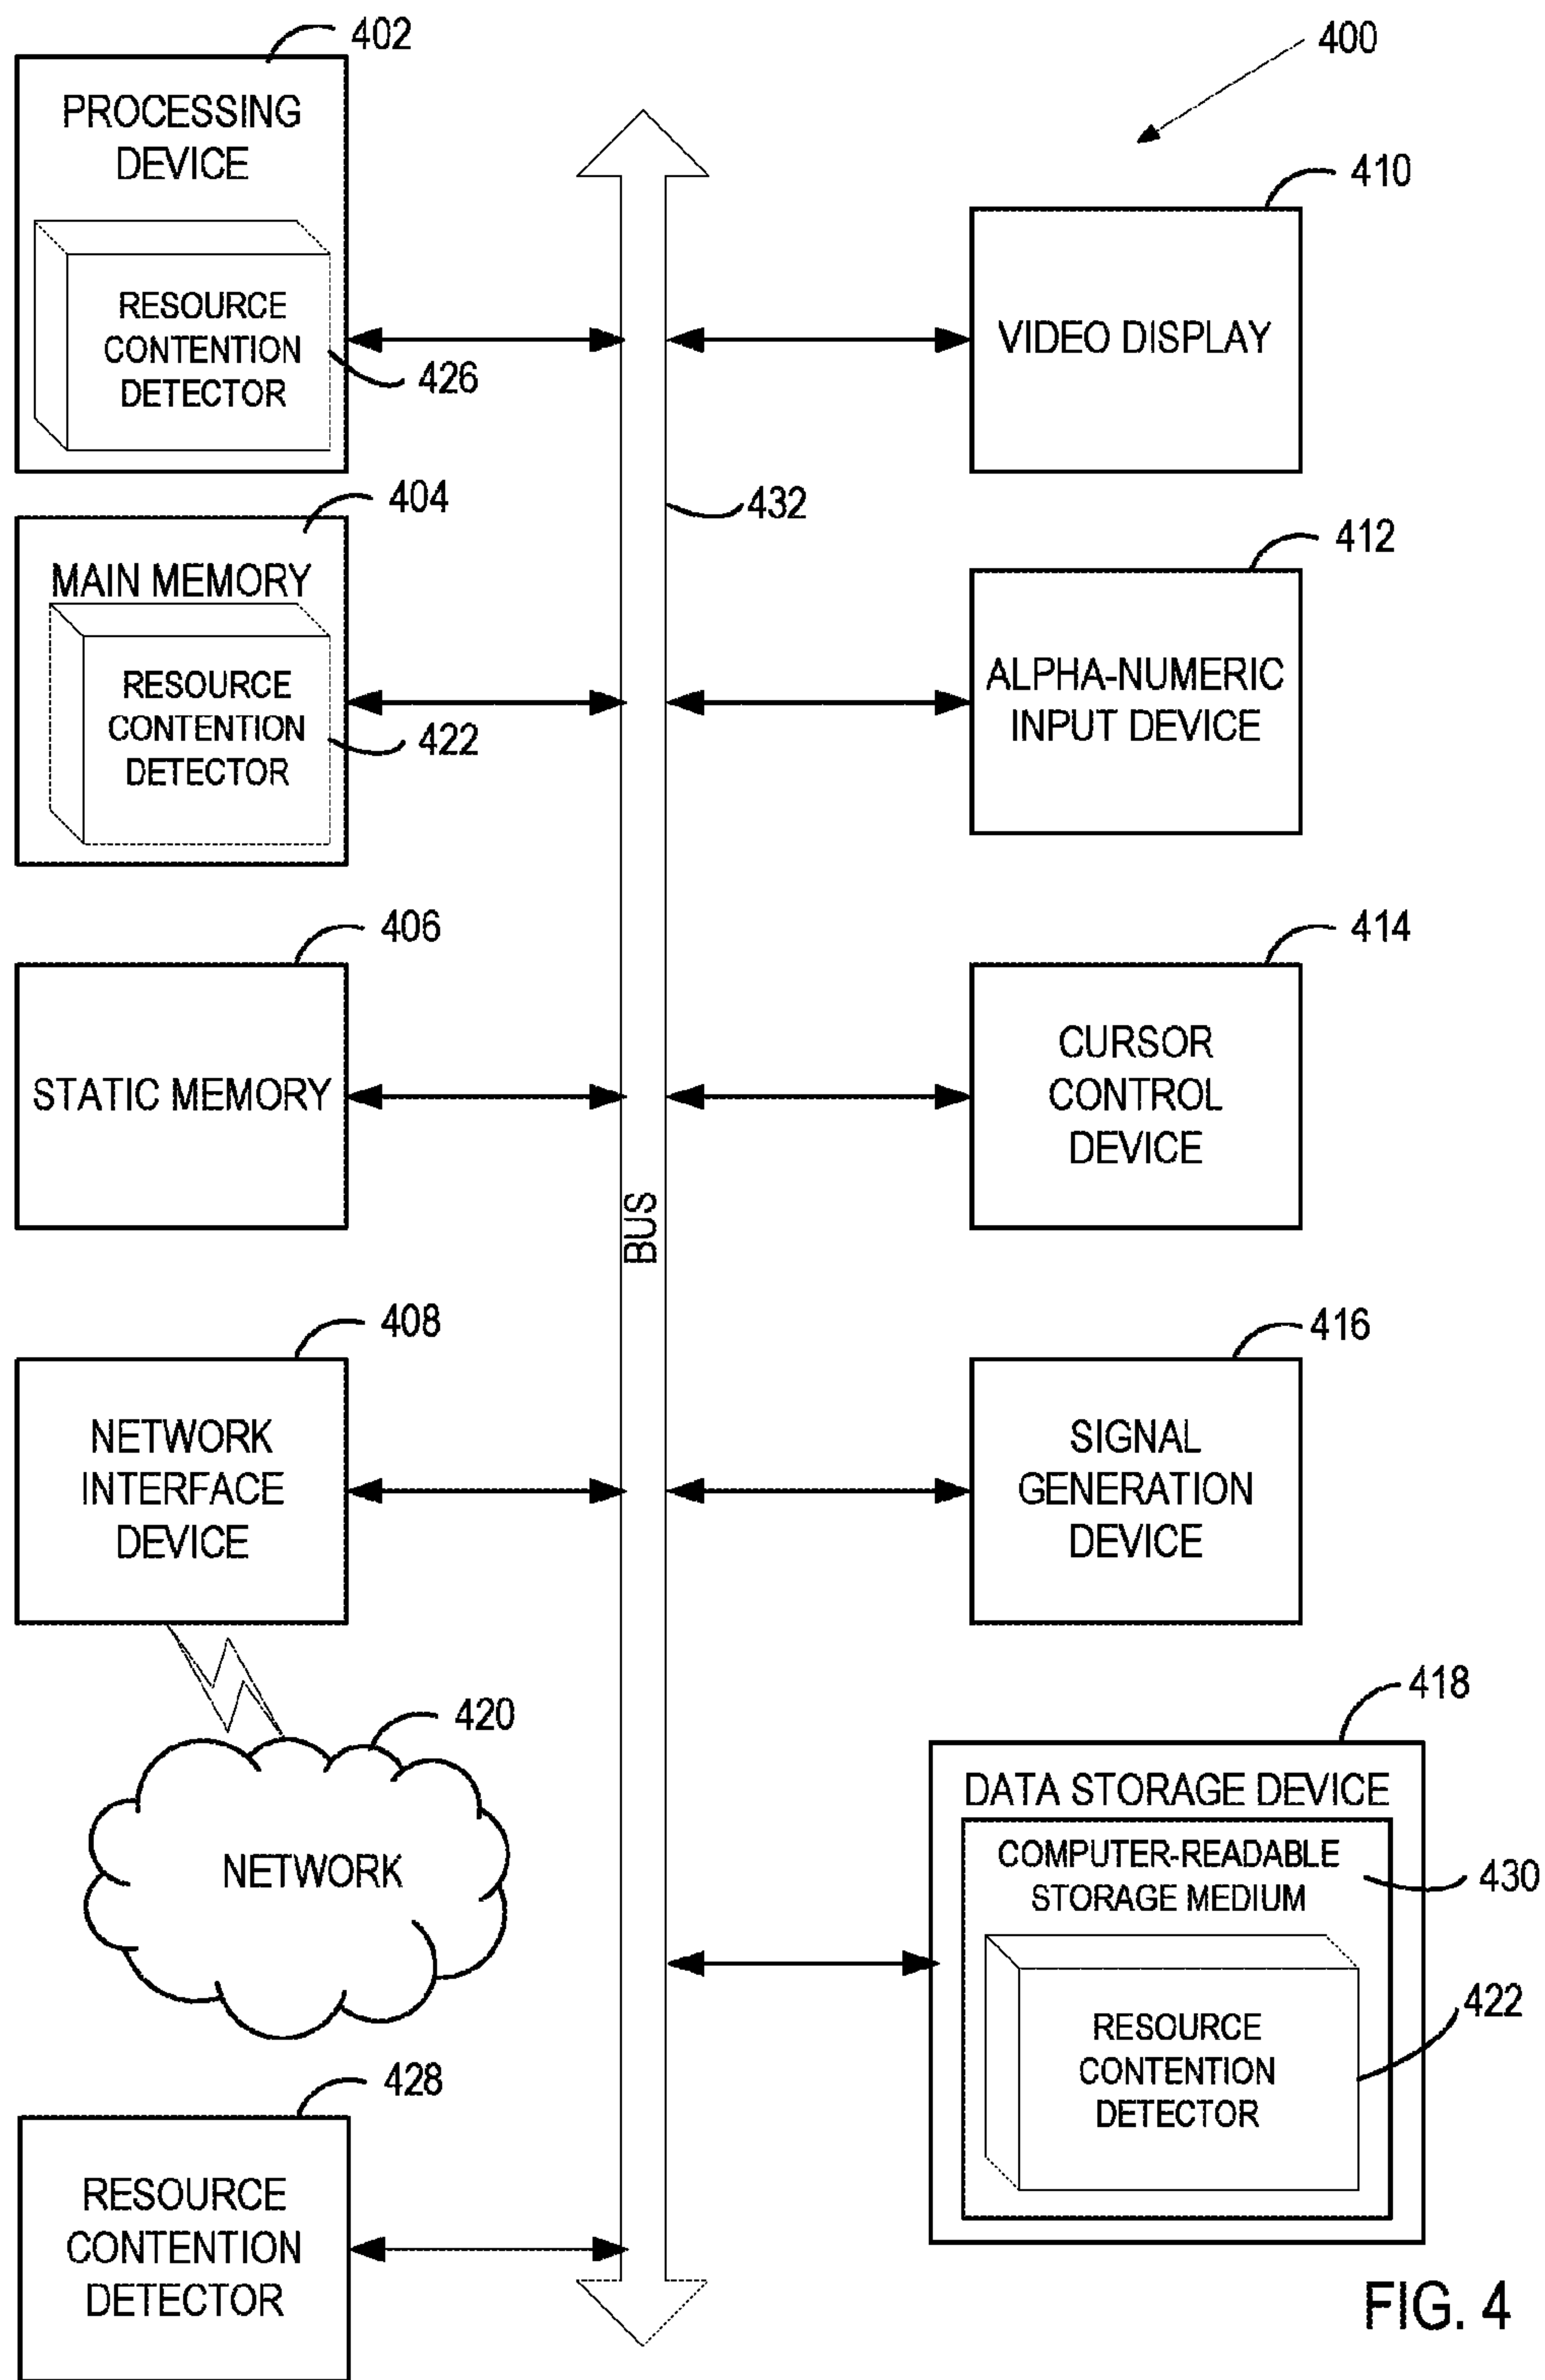 402
400
PROCESSING
DEVICE
RESOURCE
CONTENTION
DETECTOR
426
410
VIDEO DISPLAY
404
432
MAIN MEMORY
RESOURCE
CONTENTION
DETECTOR
422
412
ALPHA-NUMERIC
INPUT DEVICE
406
STATIC MEMORY
414
CURSOR
CONTROL
DEVICE
BUS
408
NETWORK
INTERFACE
DEVICE
416
SIGNAL
GENERATION
DEVICE
420
NETWORK
418
DATA STORAGE DEVICE
COMPUTER-READABLE
STORAGE MEDIUM
430
RESOURCE
CONTENTION
DETECTOR
422
428
RESOURCE
CONTENTION
DETECTOR
FIG. 4